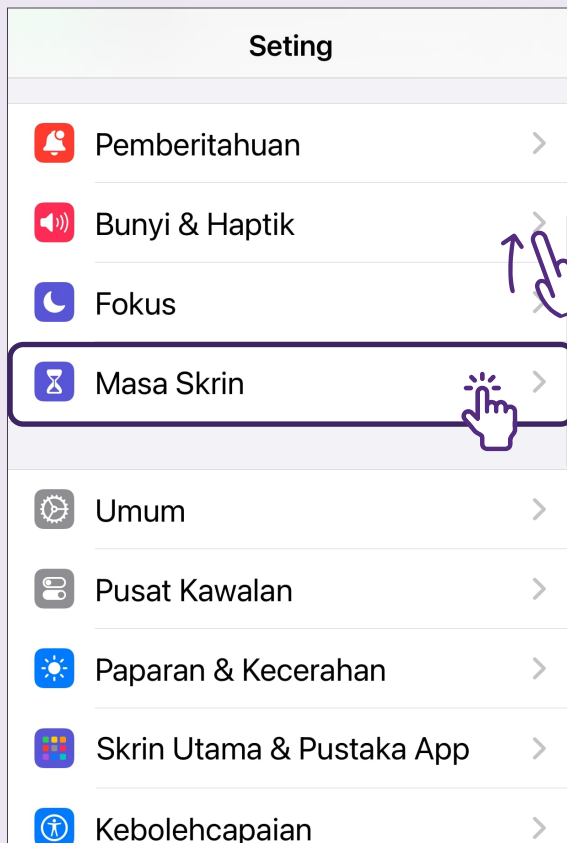 Seting
Pemberitahuan
Bunyi & Haptik
Fokus
Masa Skrin
Umum
Pusat Kawalan
Paparan & Kecerahan
Skrin Utama & Pustaka App
Kebolehcapaian